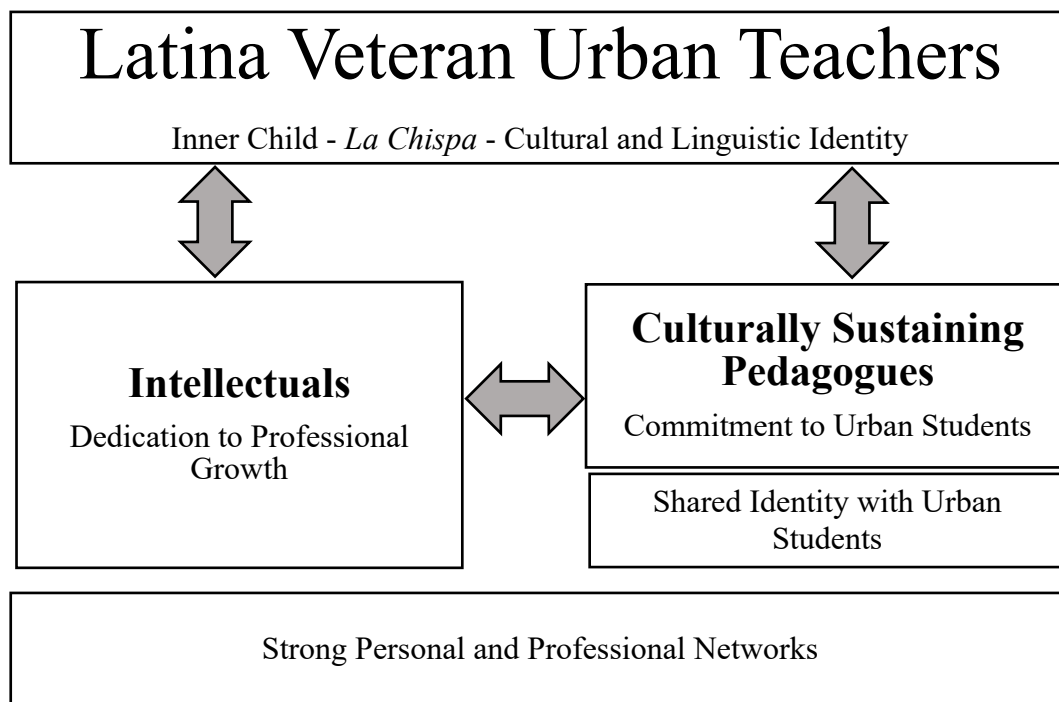 Latina Veteran Urban Teachers
Inner Child - La Chispa - Cultural and Linguistic Identity
Intellectuals
Dedication to Professional
Growth
Culturally Sustaining
Pedagogues
Commitment to Urban Students
Shared Identity with Urban
Students
Strong Personal and Professional Networks